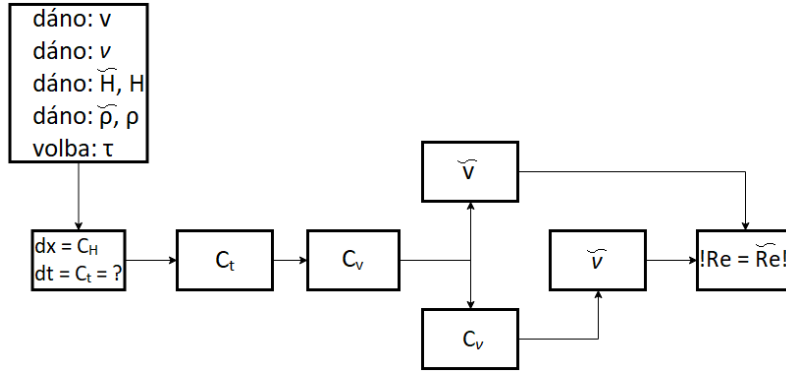 dáno: v
dáno: 𝜈
dáno: H̃, H
dáno: ρ̃, ρ
volba: τ
dx = C_H
dt = C_t = ?
C_t
C_v
ṽ
C_𝜈
𝜈̃
!Re = R̃e!